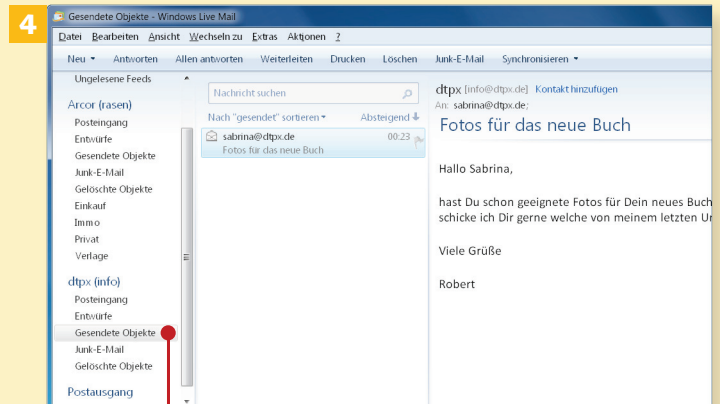 4
Gesendete Objekte - Windows Live Mail
Datei Bearbeiten Ansicht Wechseln zu Extras Aktionen ?
Neu Antworten Allen antworten Weiterleiten Drucken Löschen Junk-E-Mail Synchronisieren
Ungelesene Feeds
Arcor (rasen)
Posteingang
Entwürfe
Gesendete Objekte
Junk-E-Mail
Gelöschte Objekte
Einkauf
Immo
Privat
Verlage
dtpx (info)
Posteingang
Entwürfe
Gesendete Objekte
Junk-E-Mail
Gelöschte Objekte
Postausgang
Nachricht suchen
Nach "gesendet" sortieren Absteigend
sabrina@dtpx.de 00:23
Fotos für das neue Buch
dtpx [info@dtpx.de] Kontakt hinzufügen
An: sabrina@dtpx.de;
Fotos für das neue Buch
Hallo Sabrina,
hast Du schon geeignete Fotos für Dein neues Buch
schicke ich Dir gerne welche von meinem letzten Ur
Viele Grüße
Robert